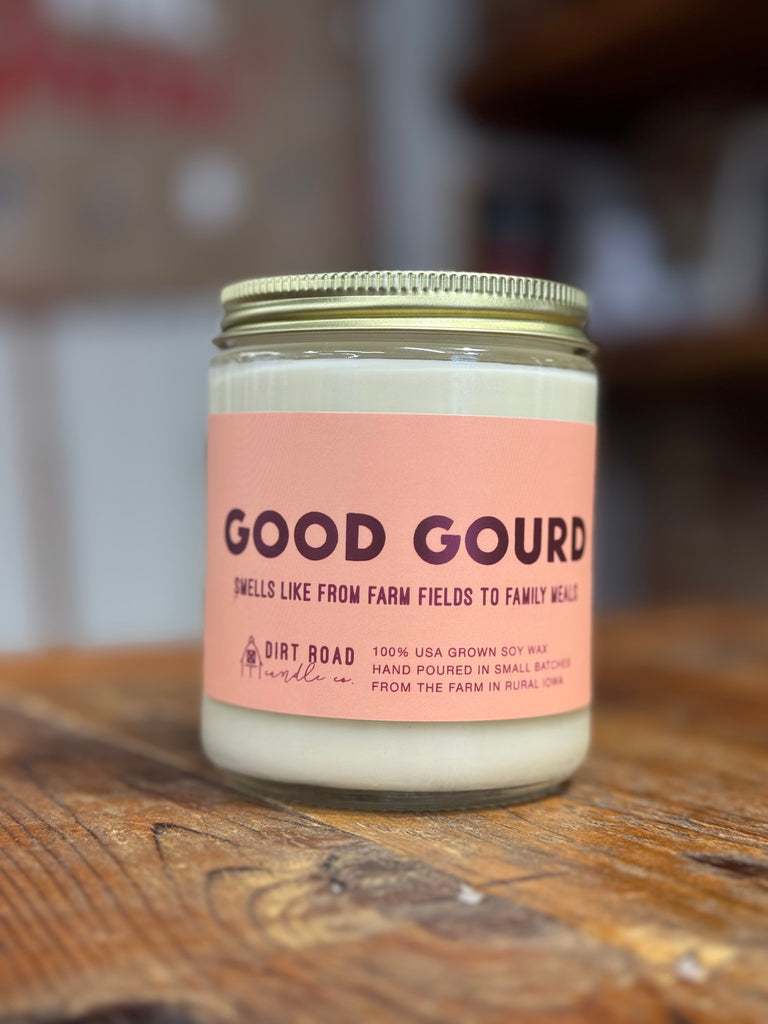 GOOD GOURD
SMELLS LIKE FROM FARM FIELDS TO FAMILY MEALS
DIRT ROAD
candle co.
100% USA GROWN SOY WAX
HAND POURED IN SMALL BATCHES
FROM THE FARM IN RURAL IOWA